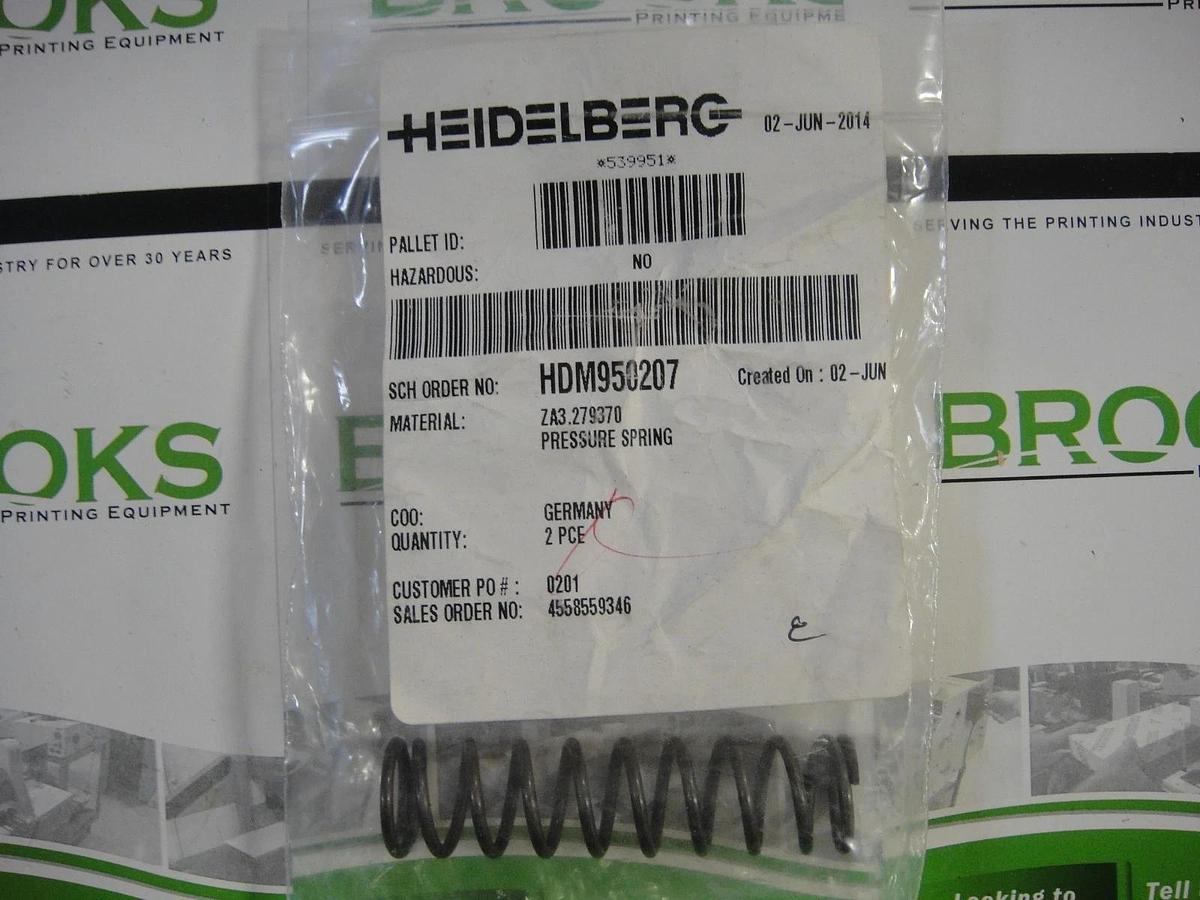 OKS
PRINTING EQUIPMENT
PRINTING EQUIPME
HEIDELBERG
02-JUN-2014
*539951*
PALLET ID:
HAZARDOUS: NO
SCH ORDER NO: HDM950207 Created On : 02-JUN
MATERIAL: ZA3.279370
PRESSURE SPRING
COO: GERMANY
QUANTITY: 2 PCE
CUSTOMER PO # : 0201
SALES ORDER NO: 4558559346
STRY FOR OVER 30 YEARS
SERVING THE PRINTING INDUST
OKS
PRINTING EQUIPMENT
BROO
Looking to
Tell